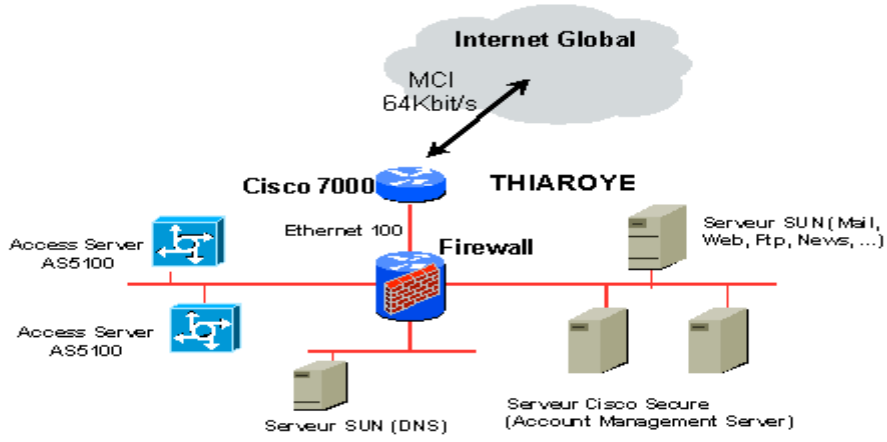 Internet Global
MCI
64Kbit/s
Cisco 7000
THIAROYE
Ethernet 100
Firewall
Access Server
AS5100
Serveur SUN (Mail,
Web, Ftp, News, ...)
Access Server
AS5100
Serveur SUN (DNS)
Serveur Cisco Secure
(Account Management Server)